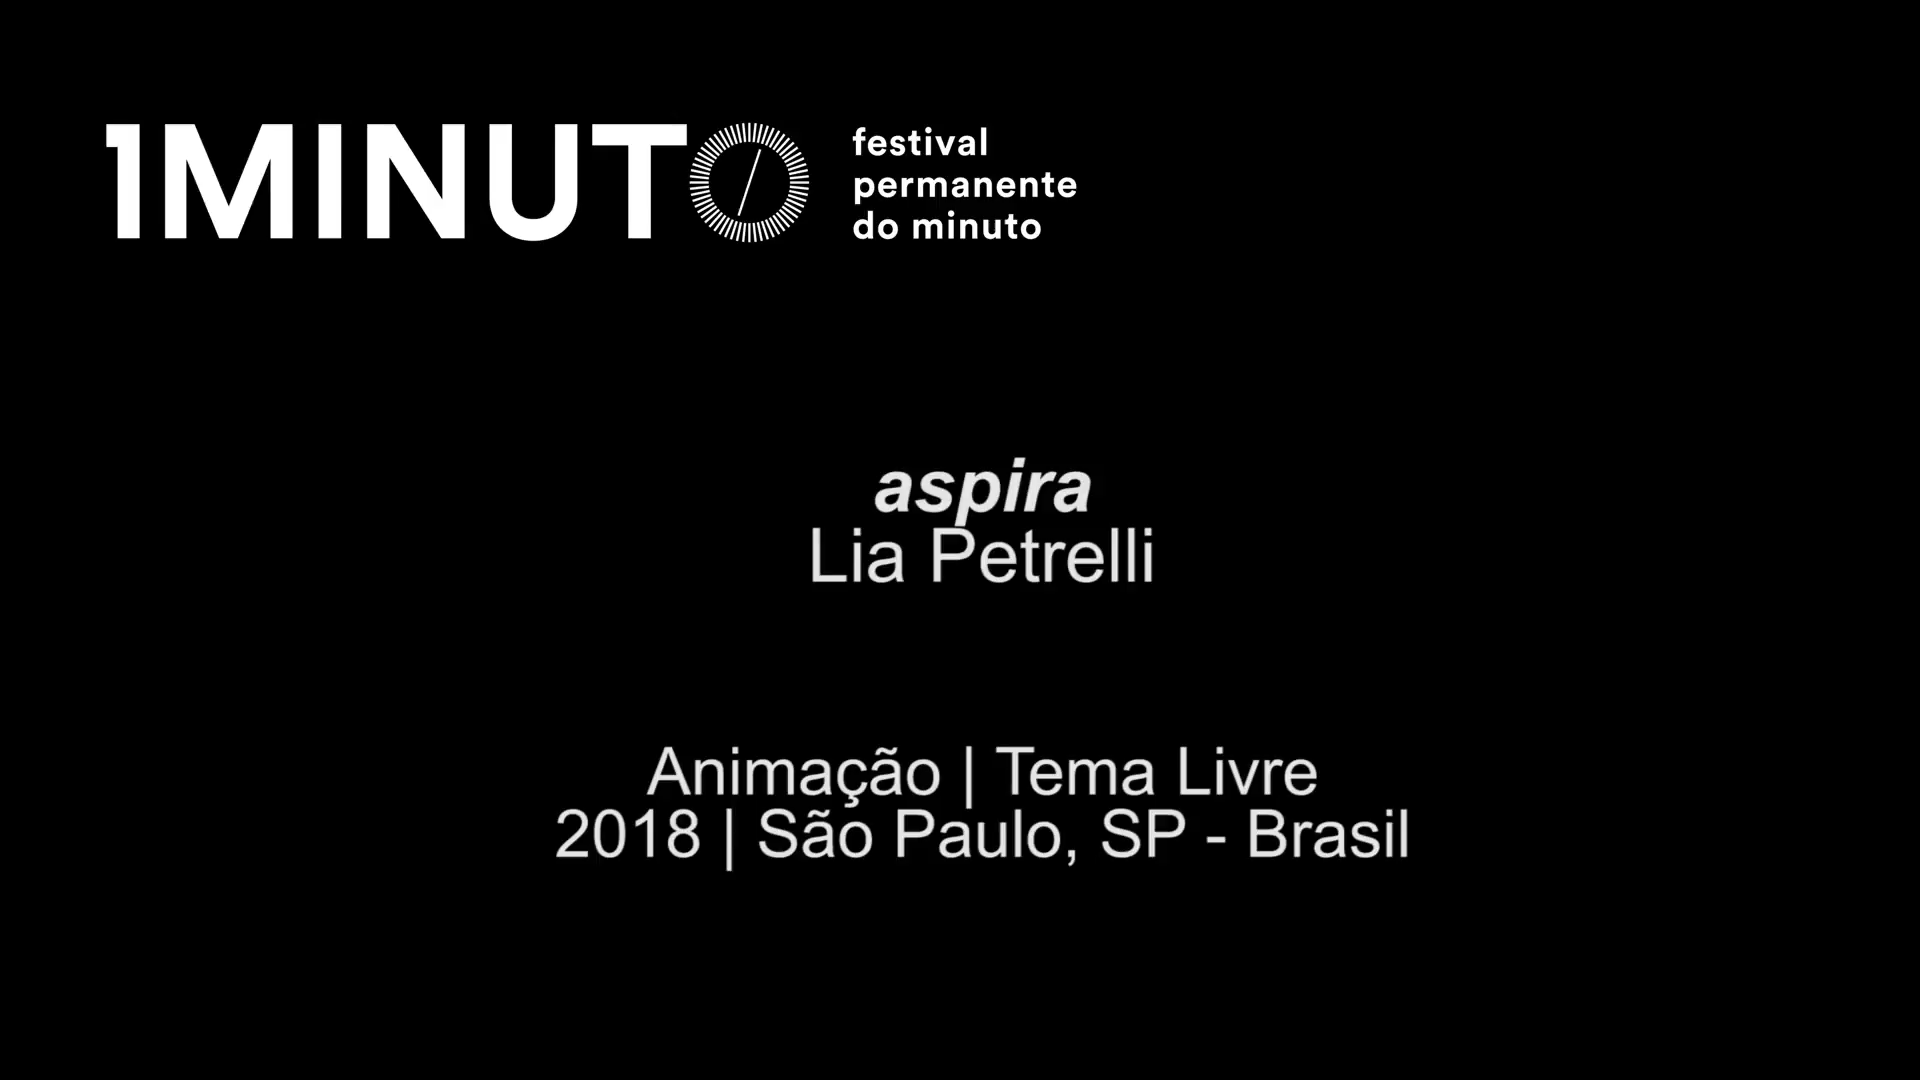 1MINUTO
festival
permanente
do minuto
aspira
Lia Petrelli
Animação | Tema Livre
2018 | São Paulo, SP - Brasil